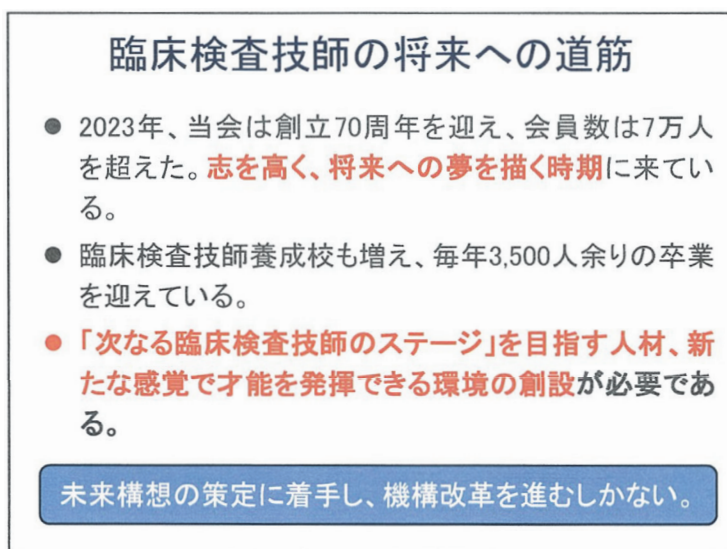 臨床検査技師の将来への道筋
● 2023年、当会は創立70周年を迎え、会員数は7万人
を超えた。志を高く、将来への夢を描く時期に来てい
る。
● 臨床検査技師養成校も増え、毎年3,500人余りの卒業
を迎えている。
● 「次なる臨床検査技師のステージ」を目指す人材、新
たな感覚で才能を発揮できる環境の創設が必要であ
る。
未来構想の策定に着手し、機構改革を進むしかない。